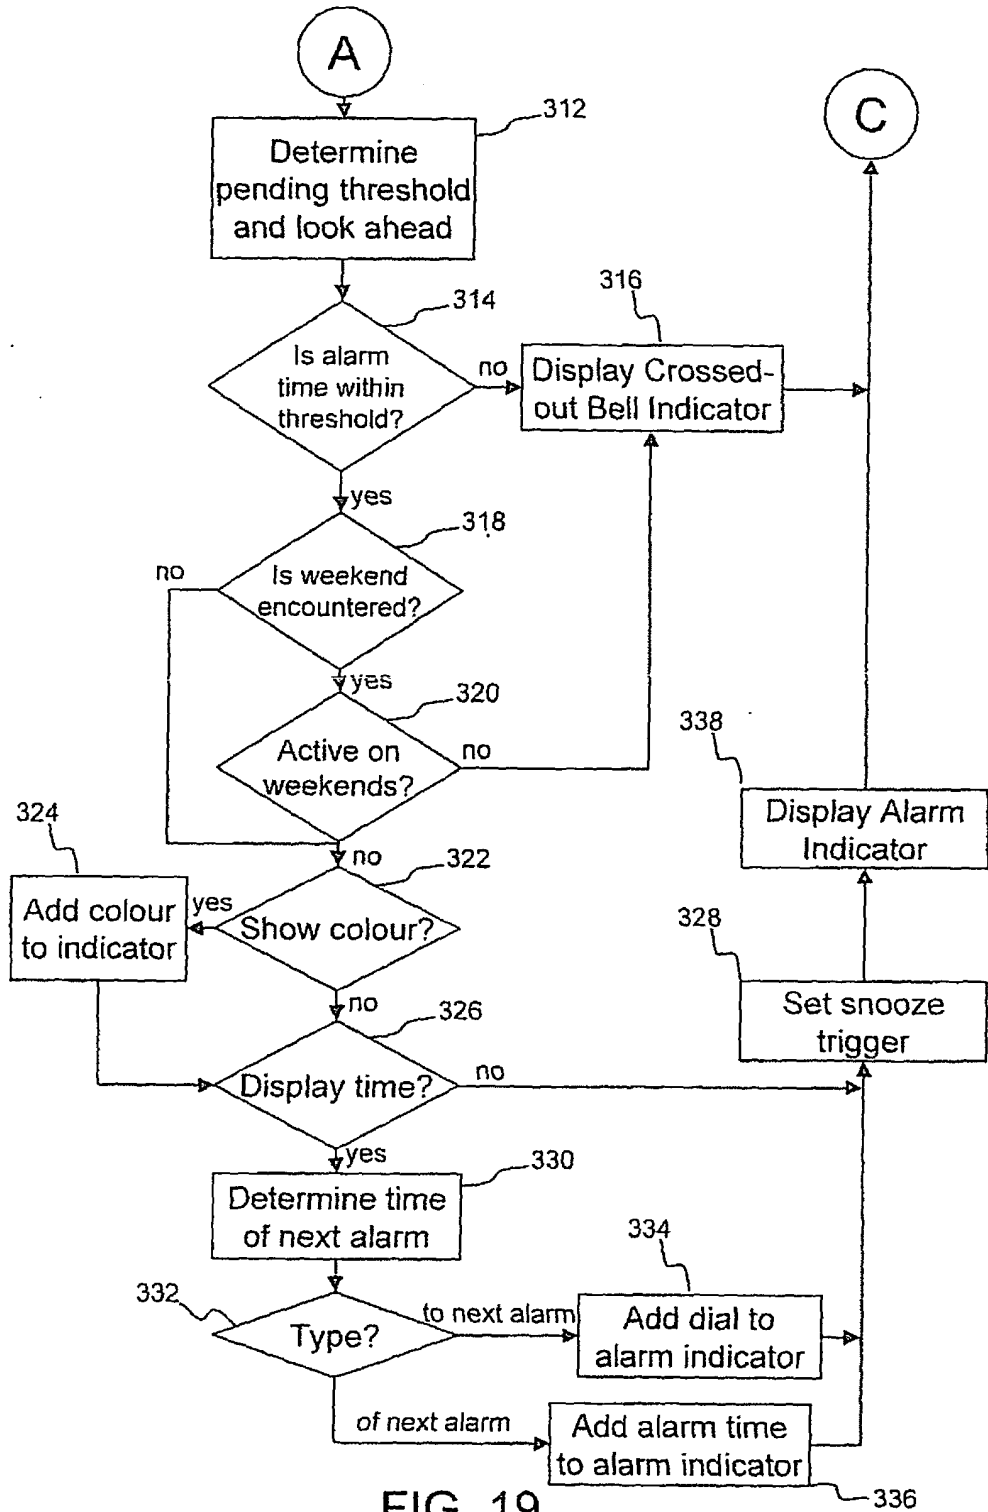 A
312
Determine
pending threshold
and look ahead
C
314
Is alarm
time within
threshold?
no
316
Display Crossed-
out Bell Indicator
yes
318
no
Is weekend
encountered?
yes
320
Active on
weekends?
no
338
Display Alarm
Indicator
324
Add colour
to indicator
no
322
yes
Show colour?
328
Set snooze
trigger
no
326
Display time?
no
yes
330
Determine time
of next alarm
332
Type?
to next alarm
334
Add dial to
alarm indicator
of next alarm
Add alarm time
to alarm indicator
336
FIG. 19